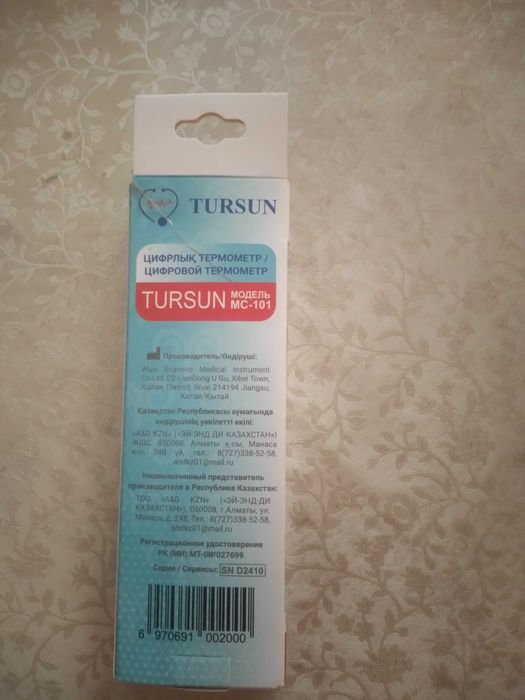 TURSUN
ЦИФРЛЫҚ ТЕРМОМЕТР /
ЦИФРОВОЙ ТЕРМОМЕТР
TURSUN МОДЕЛЬ MC-101
Производитель/Өндіруші:
Wuxi Exanovo Medical Instrument
Co.Ltd, C2-LianDong U Gu, Xibei Town,
Xishan District, Wuxi 214194 Jiangsu,
Китай/Қытай
Қазақстан Республикасы аумағында
өндірушінің уәкілетті өкілі:
«A&D KZN» («ЭЙ-ЭНД-ДИ КАЗАХСТАН»)
ЖШС, 050008, Алматы қ-сы, Манаса
к-сі, 24В үй, тел.: 8(727)338-52-58,
andkz01@mail.ru
Уполномоченный представитель
производителя в Республике Казахстан:
ТОО «A&D KZN» («ЭЙ-ЭНД-ДИ
КАЗАХСТАН»), 050008, г.Алматы, ул.
Манаса, д. 24В, Тел.: 8(727)338-52-58,
andkz01@mail.ru
Регистрационное удостоверение
РК (МИ) МТ-0№027699
Серия / Сериясы: SN D2410
6 970691 002000